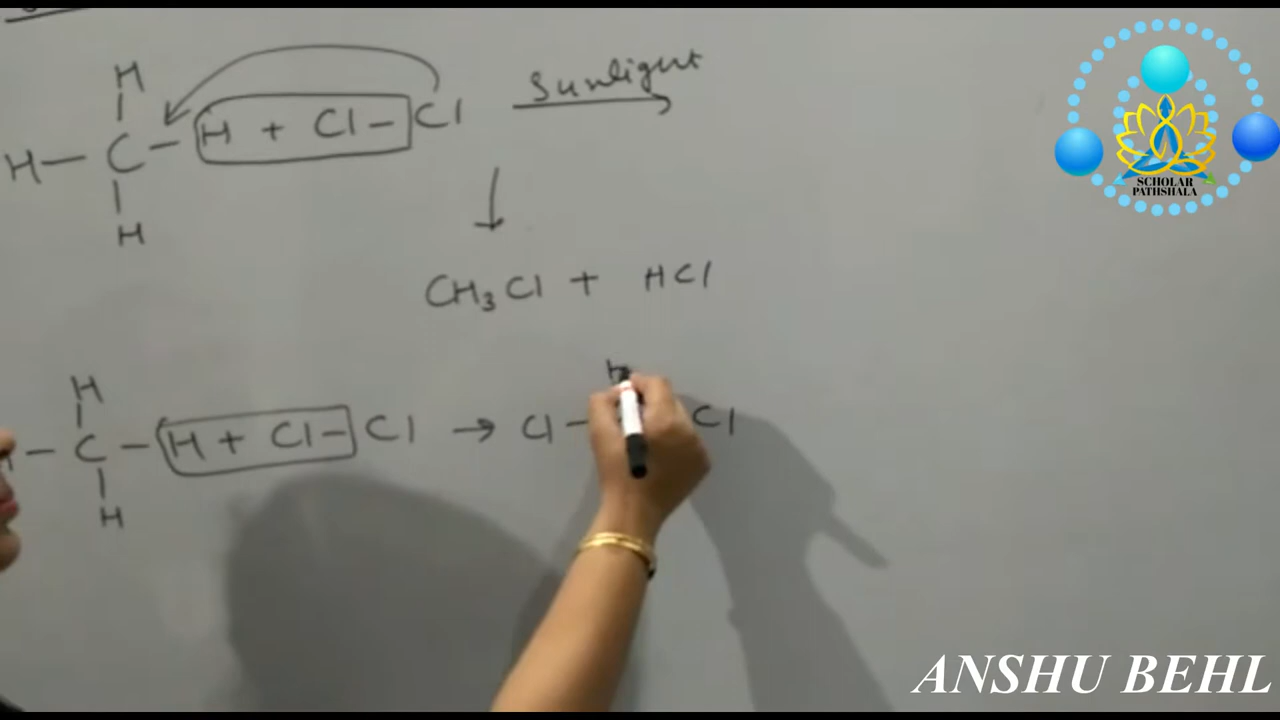 H
H — C — H + Cl — Cl Sunlight →
H
↓
CH₃Cl + HCl
H
— C — H + Cl — Cl → Cl — Cl
H
SCHOLAR
PATHSHALA
ANSHU BEHL